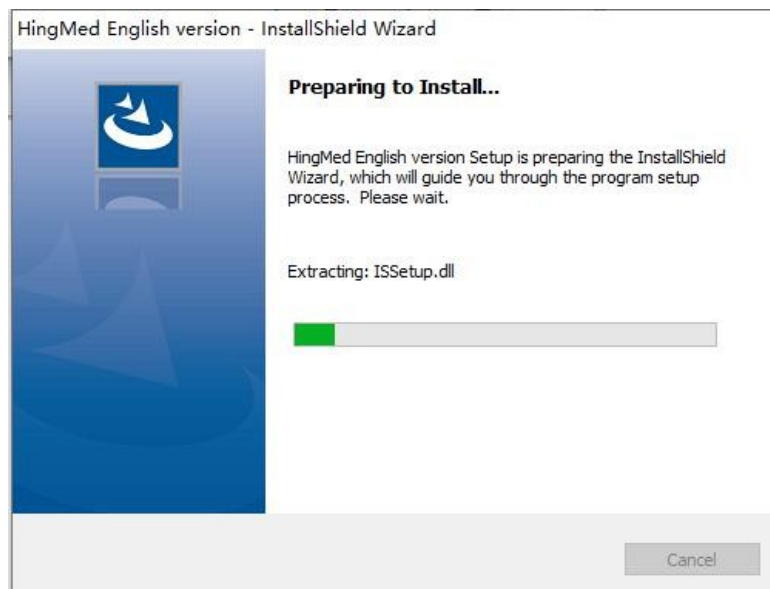 HingMed English version - InstallShield Wizard
Preparing to Install...
HingMed English version Setup is preparing the InstallShield
Wizard, which will guide you through the program setup
process.  Please wait.
Extracting: ISSetup.dll
Cancel